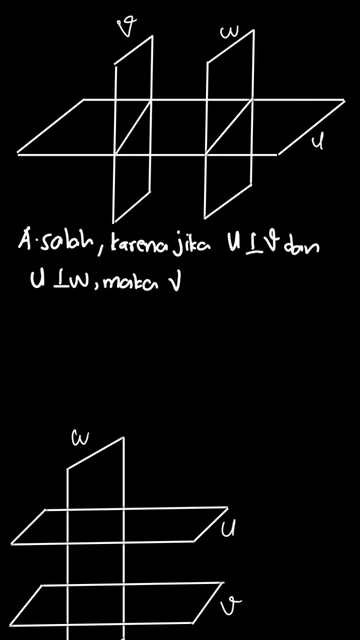 V w
U
A. salah, karena jika U ⊥ V dan
U ⊥ W, maka V
w
U
V